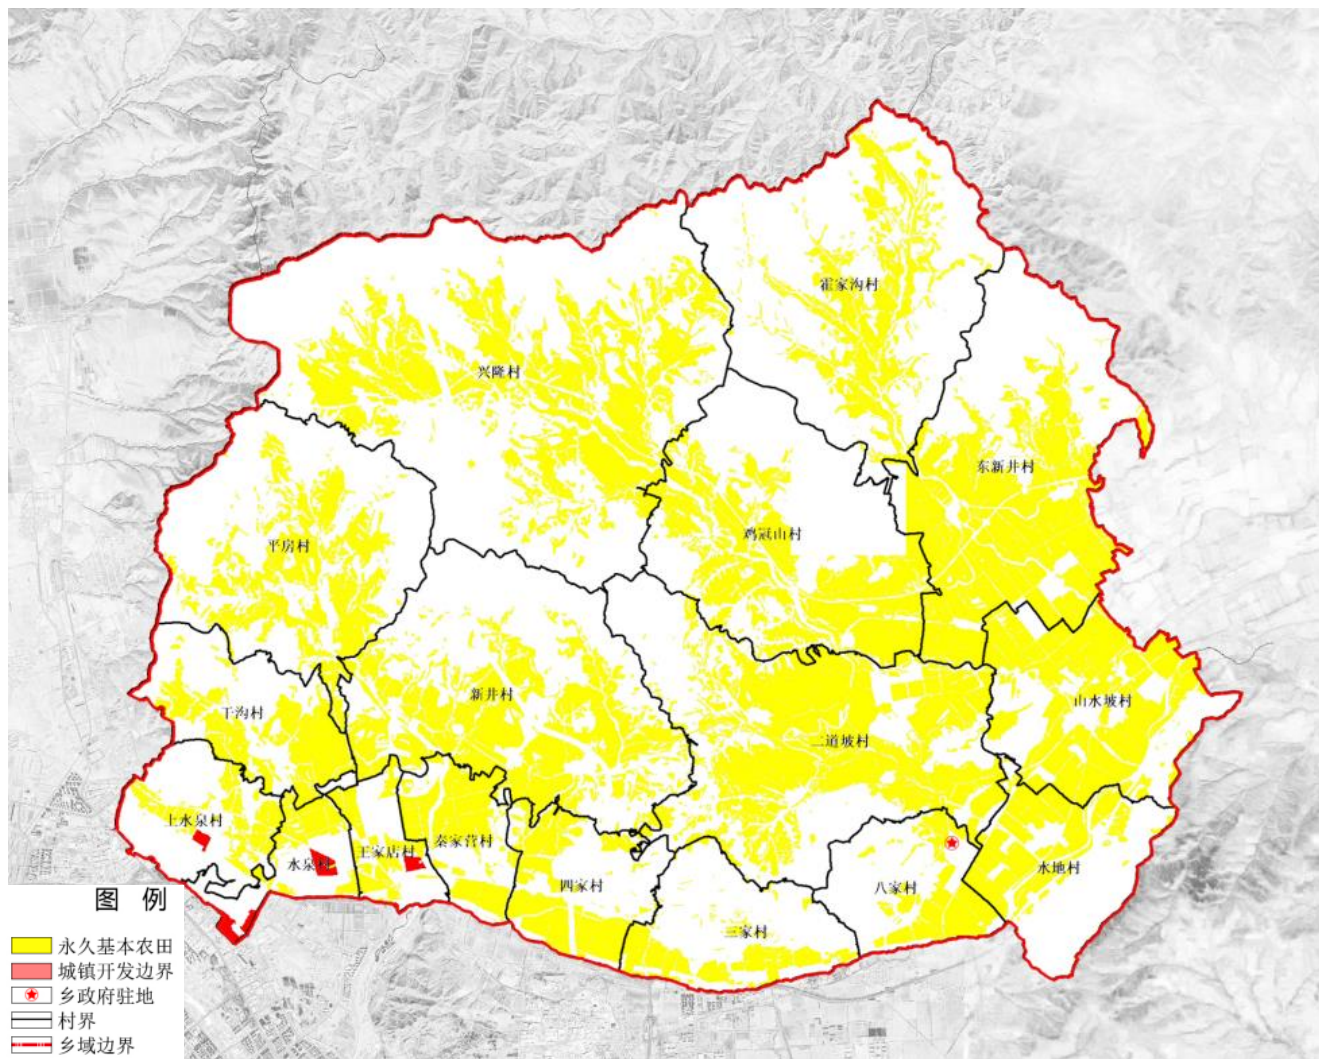 霍家沟村
兴隆村
东新井村
鸡冠山村
平房村
新井村
山水坡村
干沟村
二道坡村
上水泉村
秦家营村
王家店村
水泉村
水地村
四家村
八家村
三家村
图 例
永久基本农田
城镇开发边界
乡政府驻地
村界
乡域边界